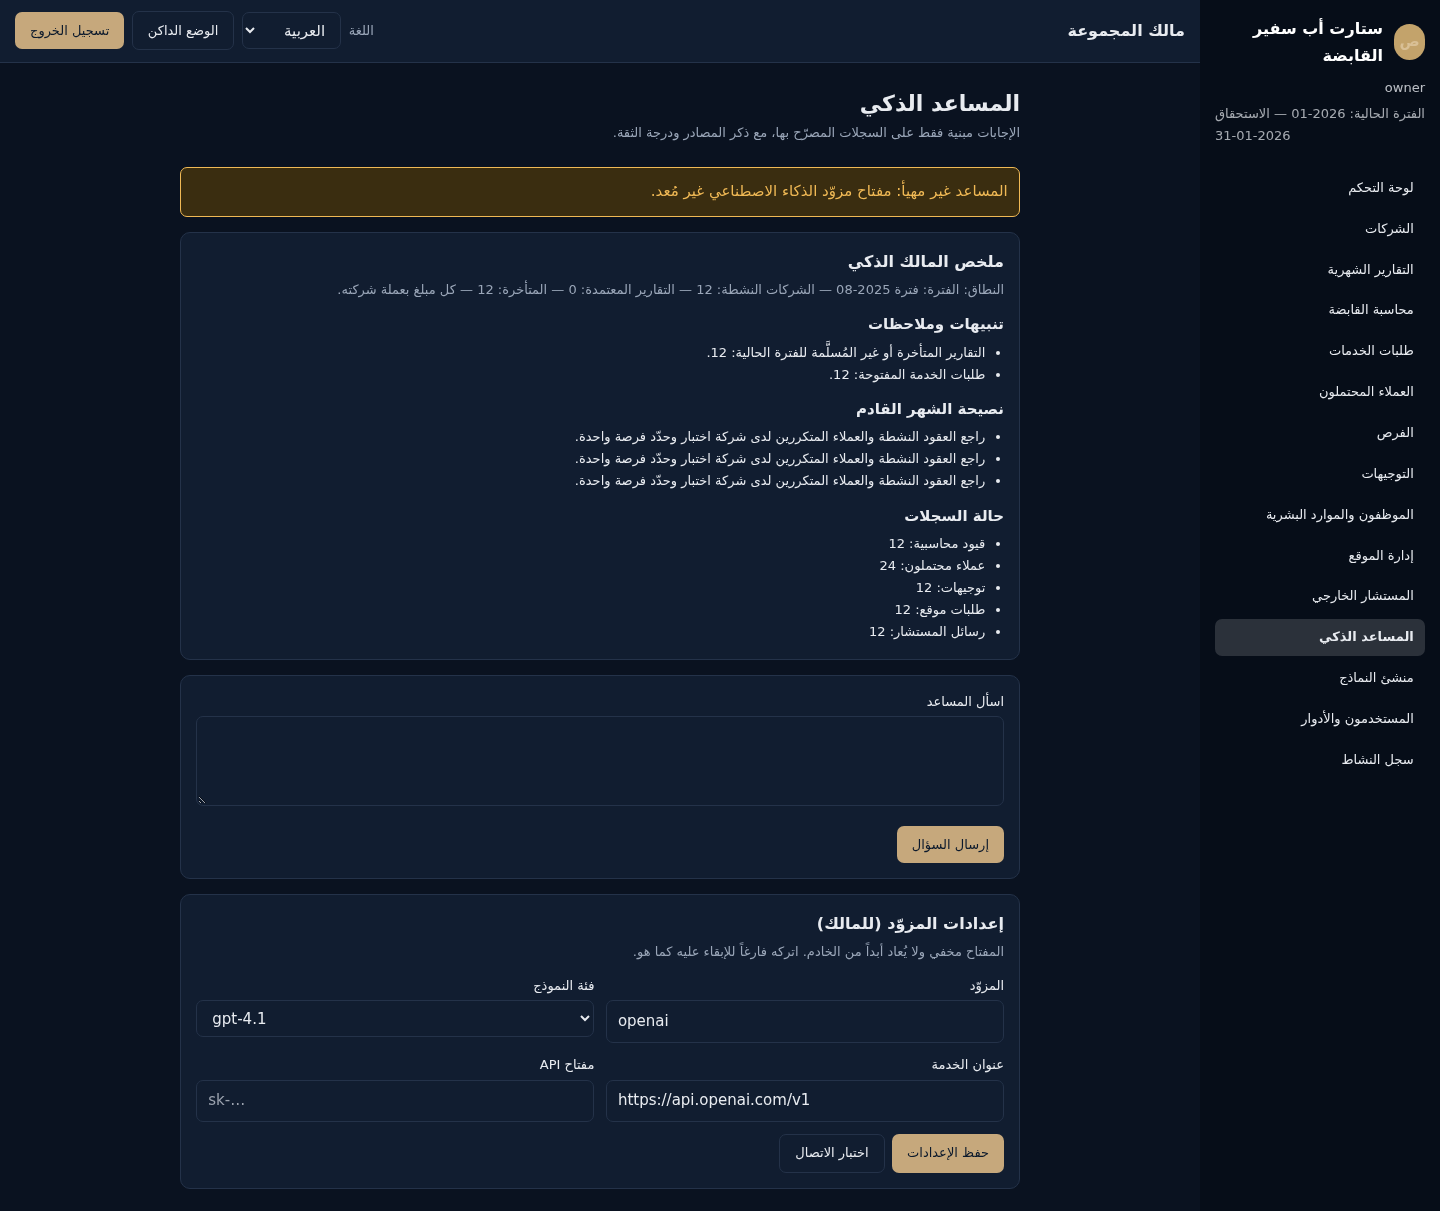 ص
ستارت أب سفير
القابضة
owner
الفترة الحالية: 2026-01 — الاستحقاق
31-01-2026
لوحة التحكم
الشركات
التقارير الشهرية
محاسبة القابضة
طلبات الخدمات
العملاء المحتملون
الفرص
التوجيهات
الموظفون والموارد البشرية
إدارة الموقع
المستشار الخارجي
المساعد الذكي
منشئ النماذج
المستخدمون والأدوار
سجل النشاط
مالك المجموعة
اللغة
العربية
الوضع الداكن
تسجيل الخروج
المساعد الذكي
الإجابات مبنية فقط على السجلات المصرّح بها، مع ذكر المصادر ودرجة الثقة.
المساعد غير مهيأ: مفتاح مزوّد الذكاء الاصطناعي غير مُعد.
ملخص المالك الذكي
النطاق: الفترة: فترة 2025-08 — الشركات النشطة: 12 — التقارير المعتمدة: 0 — المتأخرة: 12 — كل مبلغ بعملة شركته.
تنبيهات وملاحظات
• التقارير المتأخرة أو غير المُسلَّمة للفترة الحالية: 12.
• طلبات الخدمة المفتوحة: 12.
نصيحة الشهر القادم
• راجع العقود النشطة والعملاء المتكررين لدى شركة اختبار وحدّد فرصة واحدة.
• راجع العقود النشطة والعملاء المتكررين لدى شركة اختبار وحدّد فرصة واحدة.
• راجع العقود النشطة والعملاء المتكررين لدى شركة اختبار وحدّد فرصة واحدة.
حالة السجلات
• قيود محاسبية: 12
• عملاء محتملون: 24
• توجيهات: 12
• طلبات موقع: 12
• رسائل المستشار: 12
اسأل المساعد
إرسال السؤال
إعدادات المزوّد (للمالك)
المفتاح مخفي ولا يُعاد أبداً من الخادم. اتركه فارغاً للإبقاء عليه كما هو.
المزوّد
openai
فئة النموذج
gpt-4.1
عنوان الخدمة
https://api.openai.com/v1
مفتاح API
sk-…
حفظ الإعدادات
اختبار الاتصال